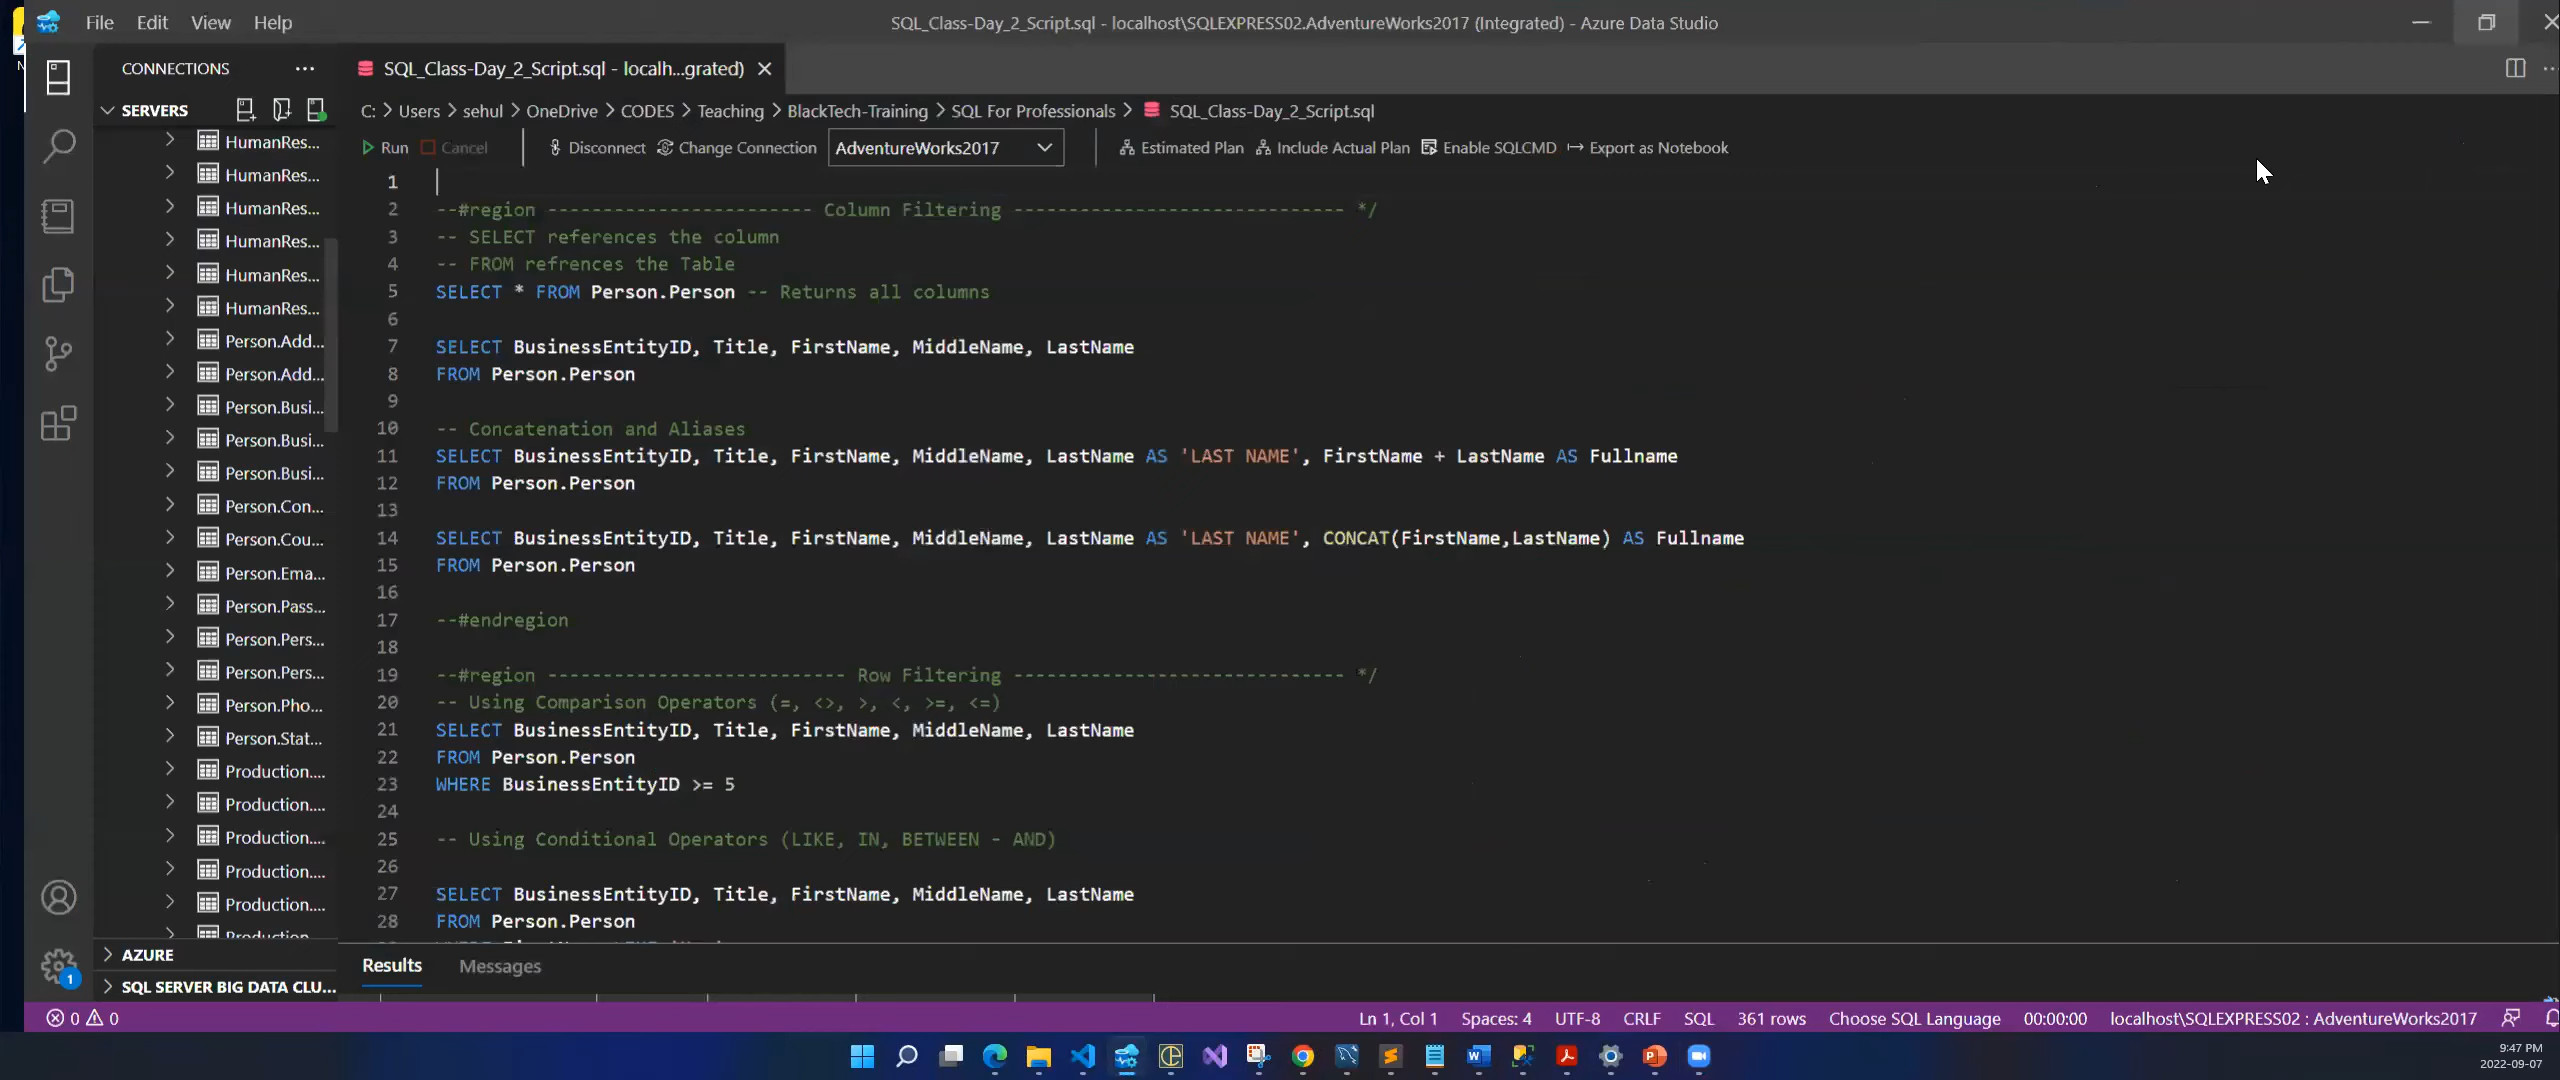 File Edit View Help
SQL_Class-Day_2_Script.sql - localhost\SQLEXPRESS02.AdventureWorks2017 (Integrated) - Azure Data Studio
CONNECTIONS
SQL_Class-Day_2_Script.sql - localh...grated)
SERVERS
C: > Users > sehul > OneDrive > CODES > Teaching > BlackTech-Training > SQL For Professionals > SQL_Class-Day_2_Script.sql
Run Cancel Disconnect Change Connection AdventureWorks2017 Estimated Plan Include Actual Plan Enable SQLCMD Export as Notebook
HumanRes...
HumanRes...
HumanRes...
HumanRes...
HumanRes...
HumanRes...
Person.Add...
Person.Add...
Person.Busi...
Person.Busi...
Person.Busi...
Person.Con...
Person.Cou...
Person.Ema...
Person.Pass...
Person.Pers...
Person.Pers...
Person.Pho...
Person.Stat...
Production....
Production....
Production....
Production....
Production....
AZURE
SQL SERVER BIG DATA CLU...
1
2 --#region ------------------------ Column Filtering ------------------------------ */
3 -- SELECT references the column
4 -- FROM refrences the Table
5 SELECT * FROM Person.Person -- Returns all columns
6
7 SELECT BusinessEntityID, Title, FirstName, MiddleName, LastName
8 FROM Person.Person
9
10 -- Concatenation and Aliases
11 SELECT BusinessEntityID, Title, FirstName, MiddleName, LastName AS 'LAST NAME', FirstName + LastName AS Fullname
12 FROM Person.Person
13
14 SELECT BusinessEntityID, Title, FirstName, MiddleName, LastName AS 'LAST NAME', CONCAT(FirstName,LastName) AS Fullname
15 FROM Person.Person
16
17 --#endregion
18
19 --#region --------------------------- Row Filtering ------------------------------ */
20 -- Using Comparison Operators (=, <>, >, <, >=, <=)
21 SELECT BusinessEntityID, Title, FirstName, MiddleName, LastName
22 FROM Person.Person
23 WHERE BusinessEntityID >= 5
24
25 -- Using Conditional Operators (LIKE, IN, BETWEEN - AND)
26
27 SELECT BusinessEntityID, Title, FirstName, MiddleName, LastName
28 FROM Person.Person
Results Messages
0 0 Ln 1, Col 1 Spaces: 4 UTF-8 CRLF SQL 361 rows Choose SQL Language 00:00:00 localhost\SQLEXPRESS02 : AdventureWorks2017
1
9:47 PM
2022-09-07